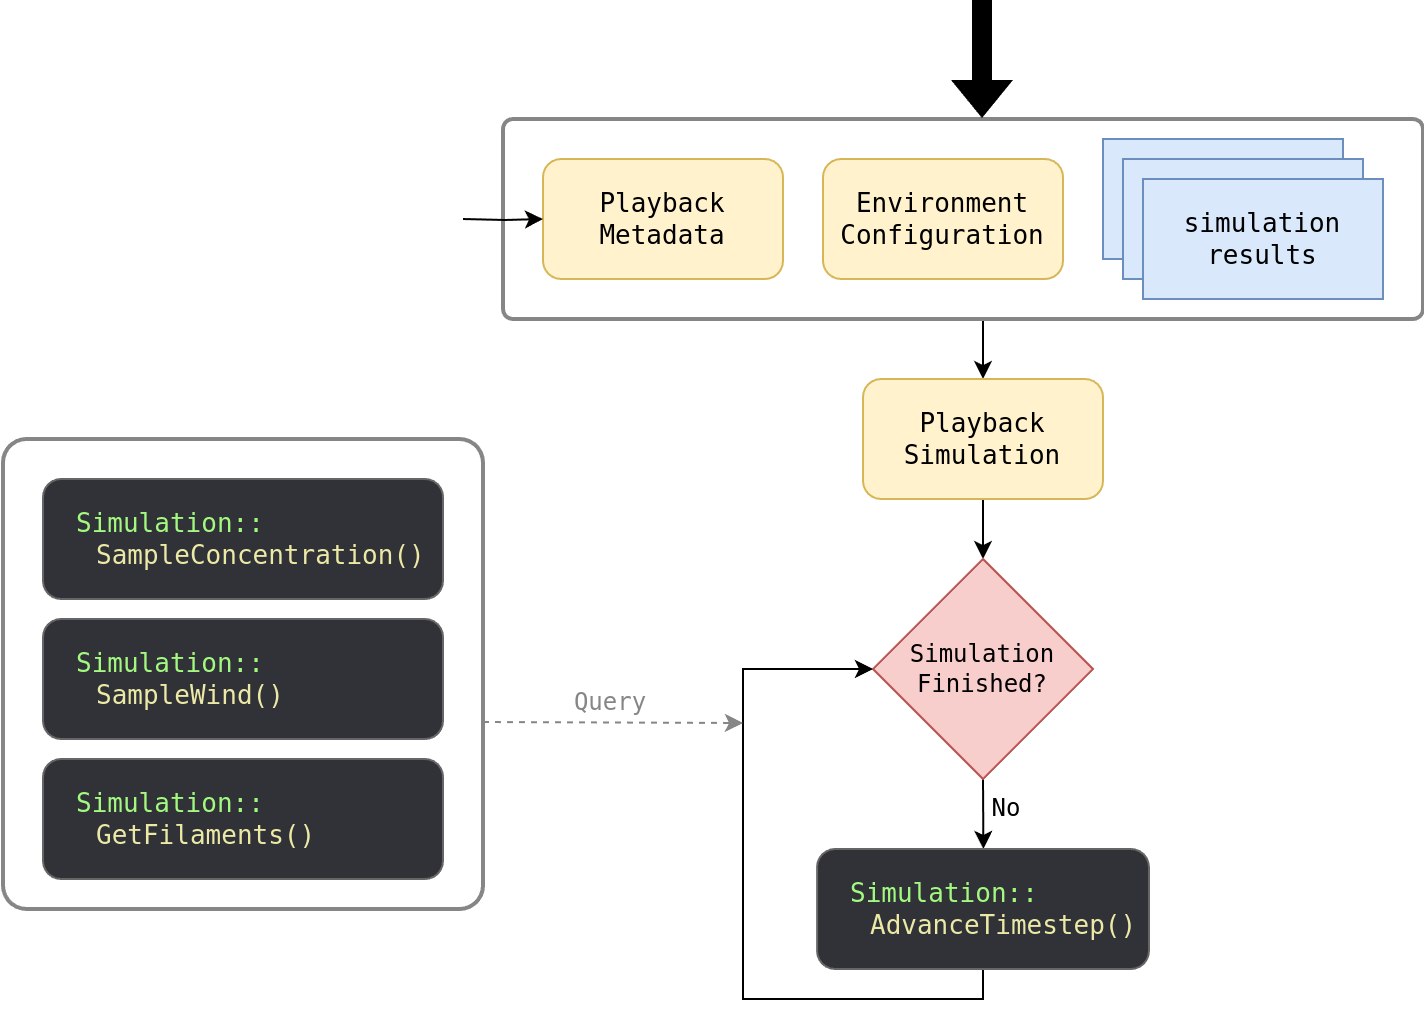 Playback
Metadata
Environment
Configuration
simulation
results
Playback
Simulation
Simulation::
SampleConcentration()
Simulation::
SampleWind()
Simulation::
GetFilaments()
Query
Simulation
Finished?
No
Simulation::
AdvanceTimestep()